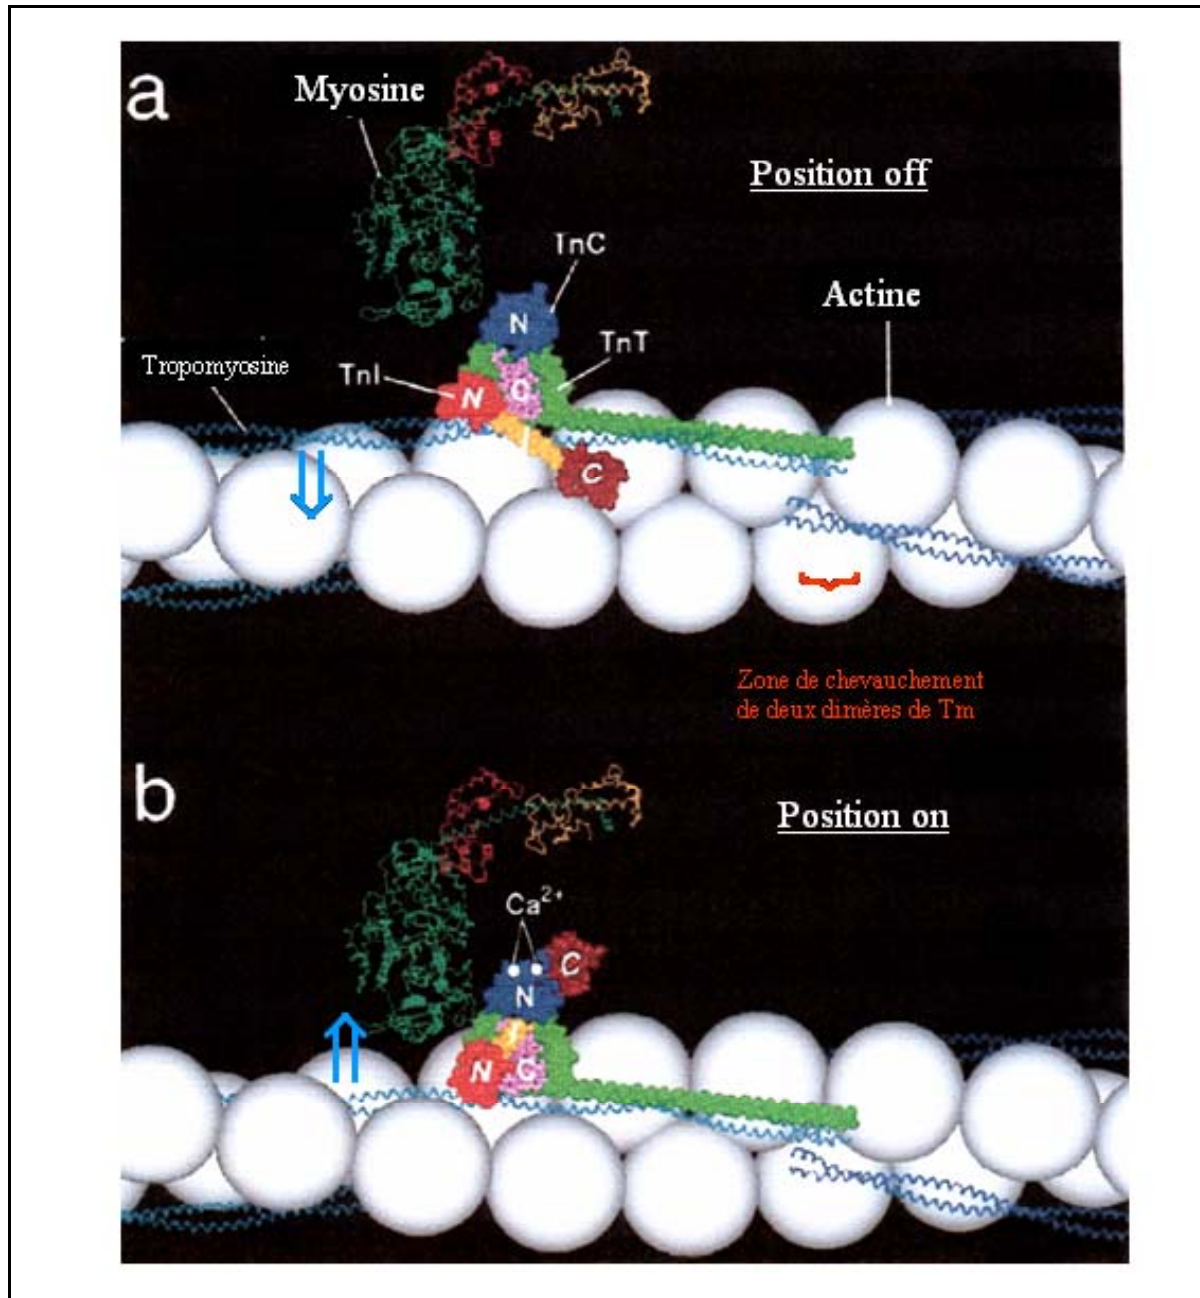 a
Myosine
Position off
TnC
N
Actine
TnT
Tropomyosine
TnI
N
C
I
C
Zone de chevauchement
de deux dimères de Tm
b
Position on
Ca2+
C
N
I
N
C